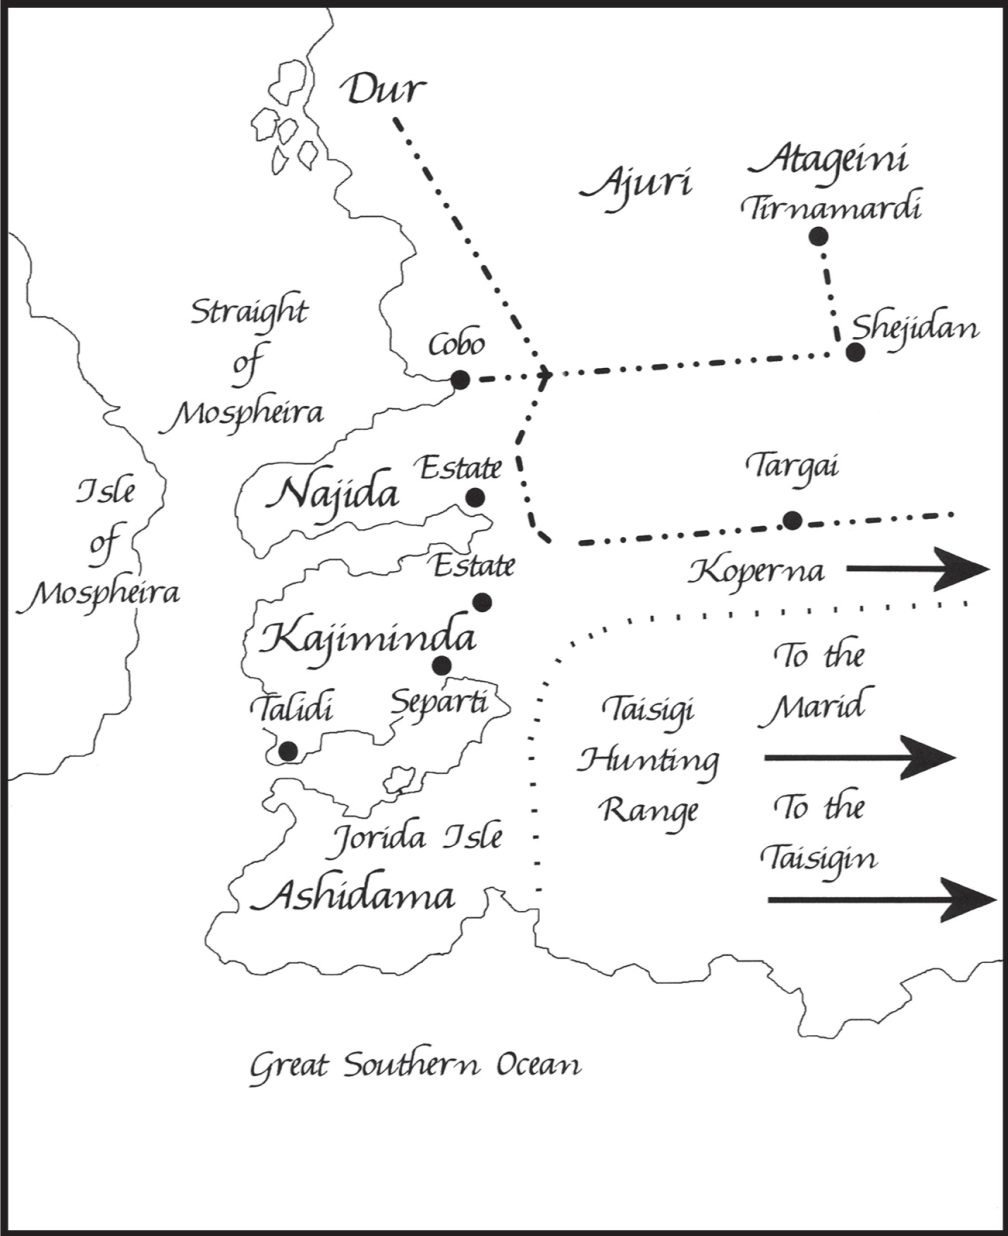 Dur
Atageini
Ajuri
Tirnamardi
Straight
of
Mospheira
Shejidan
Cobo
Targai
Estate
Najida
Isle
of
Mospheira
Estate
Koperna
Kajiminda
To the
Marid
Talidi
Separti
Taisigi
Hunting
Range
To the
Taisigin
Jorida Isle
Ashidama
Great Southern Ocean